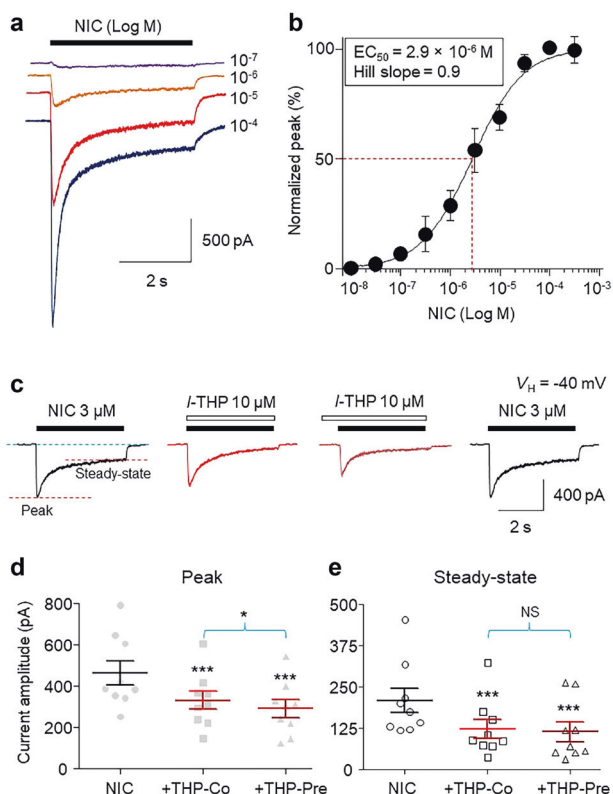 a
NIC (Log M)
10⁻⁷
10⁻⁶
10⁻⁵
10⁻⁴
500 pA
2 s
b
EC₅₀ = 2.9 × 10⁻⁶ M
Hill slope = 0.9
Normalized peak (%)
100
50
0
10⁻⁸ 10⁻⁷ 10⁻⁶ 10⁻⁵ 10⁻⁴ 10⁻³
NIC (Log M)
c
V_H = -40 mV
NIC 3 µM
l-THP 10 µM
l-THP 10 µM
NIC 3 µM
Steady-state
Peak
400 pA
2 s
d
Peak
Current amplitude (pA)
800
600
400
200
0
*
***
***
NIC +THP-Co +THP-Pre
e
Steady-state
500
375
250
125
0
NS
***
***
NIC +THP-Co +THP-Pre